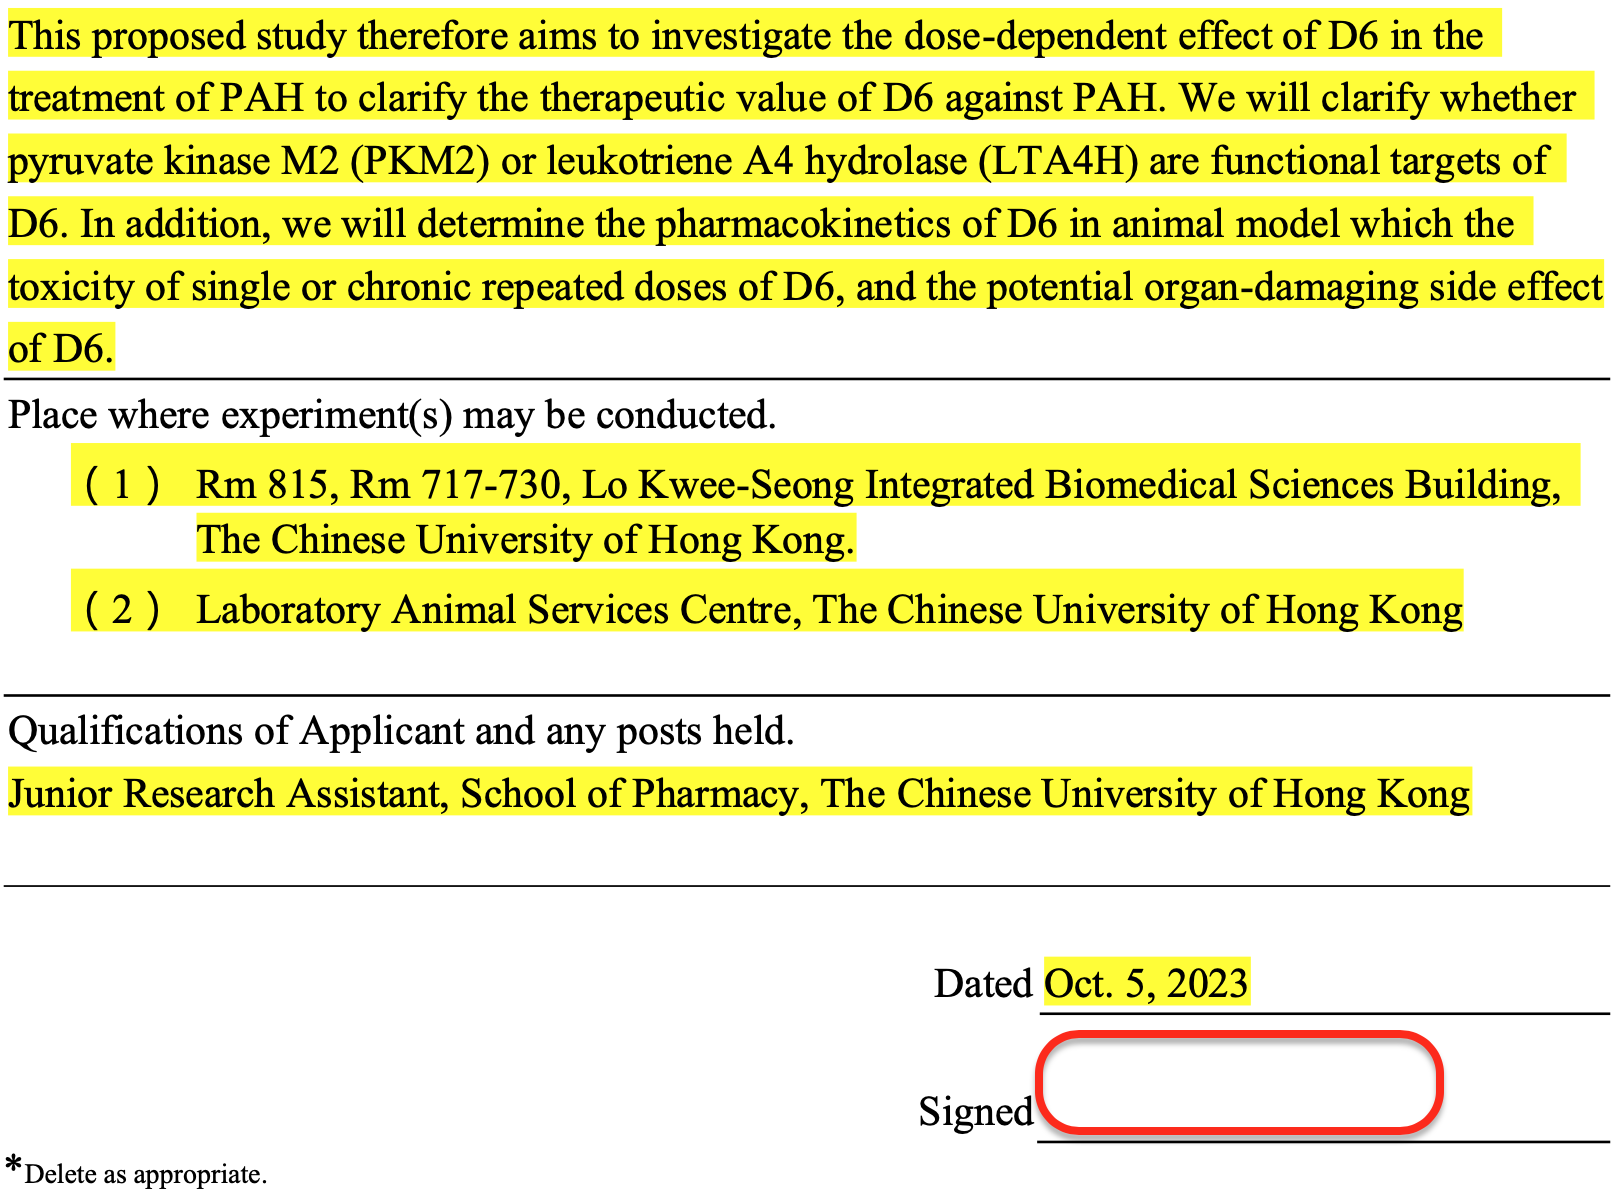 This proposed study therefore aims to investigate the dose-dependent effect of D6 in the
treatment of PAH to clarify the therapeutic value of D6 against PAH. We will clarify whether
pyruvate kinase M2 (PKM2) or leukotriene A4 hydrolase (LTA4H) are functional targets of
D6. In addition, we will determine the pharmacokinetics of D6 in animal model which the
toxicity of single or chronic repeated doses of D6, and the potential organ-damaging side effect
of D6.
Place where experiment(s) may be conducted.
( 1 ) Rm 815, Rm 717-730, Lo Kwee-Seong Integrated Biomedical Sciences Building,
The Chinese University of Hong Kong.
( 2 ) Laboratory Animal Services Centre, The Chinese University of Hong Kong
Qualifications of Applicant and any posts held.
Junior Research Assistant, School of Pharmacy, The Chinese University of Hong Kong
Dated Oct. 5, 2023
Signed
*Delete as appropriate.